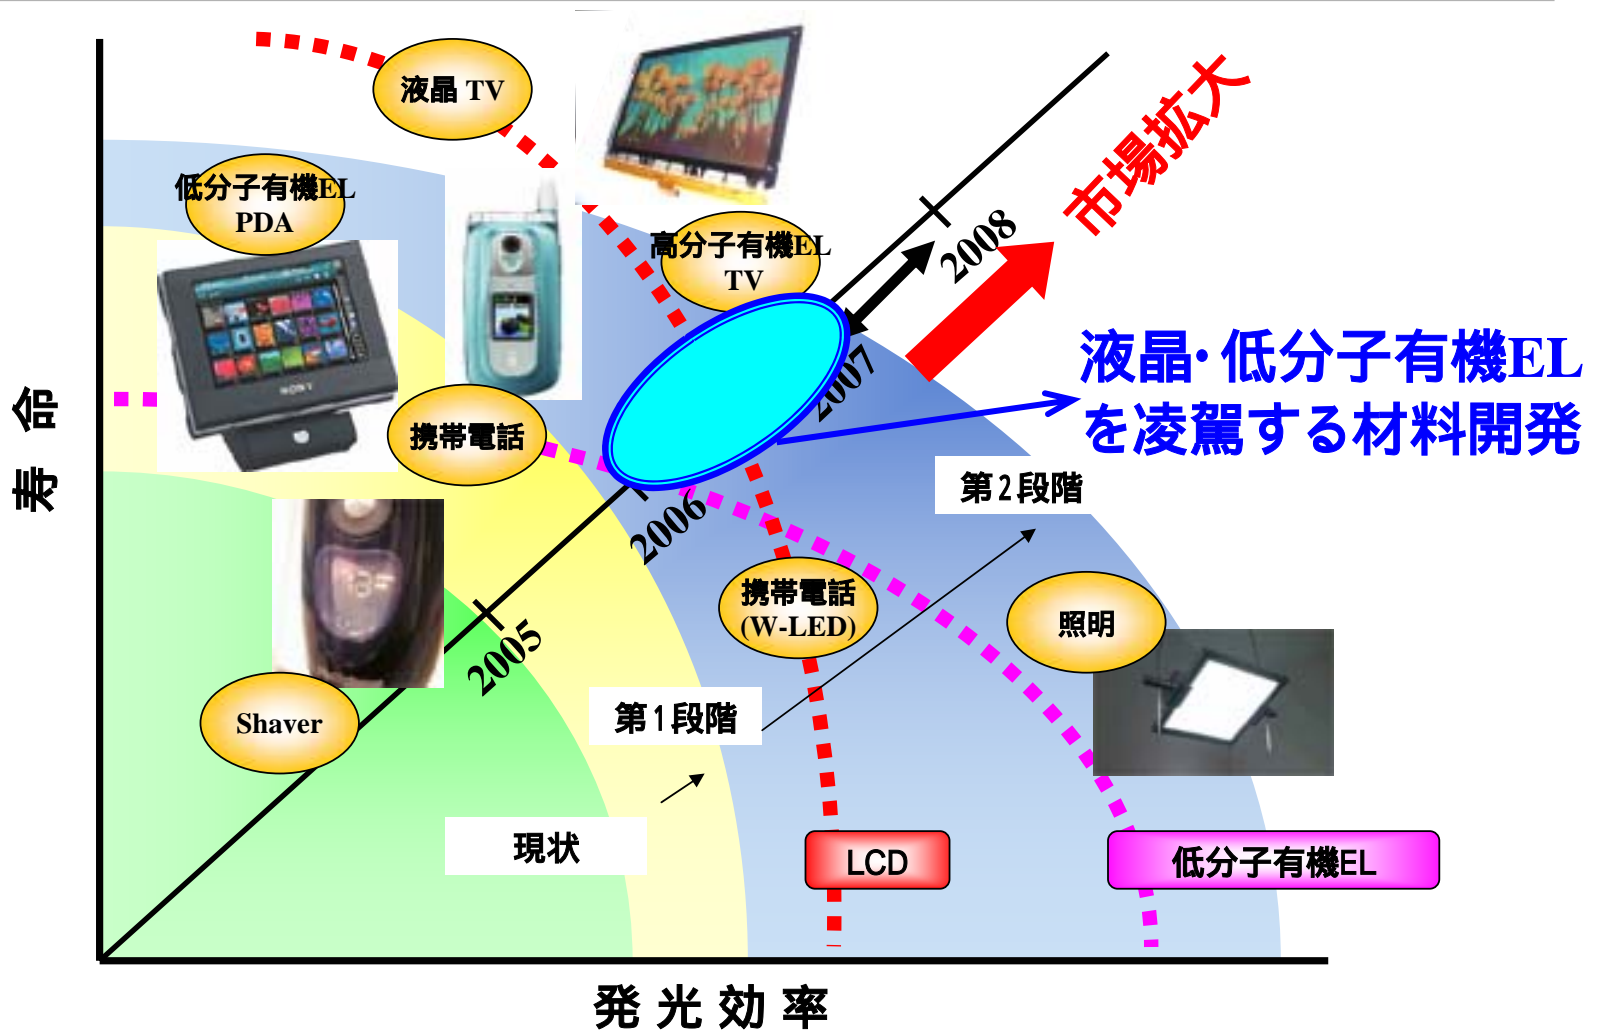 液晶 TV
市場拡大
低分子有機EL
PDA
高分子有機EL
TV
2008
2007
液晶・低分子有機EL
を凌駕する材料開発
寿命
携帯電話
SONY
第2段階
2006
携帯電話
(W-LED)
照明
2005
第1段階
Shaver
現状
LCD
低分子有機EL
発光効率